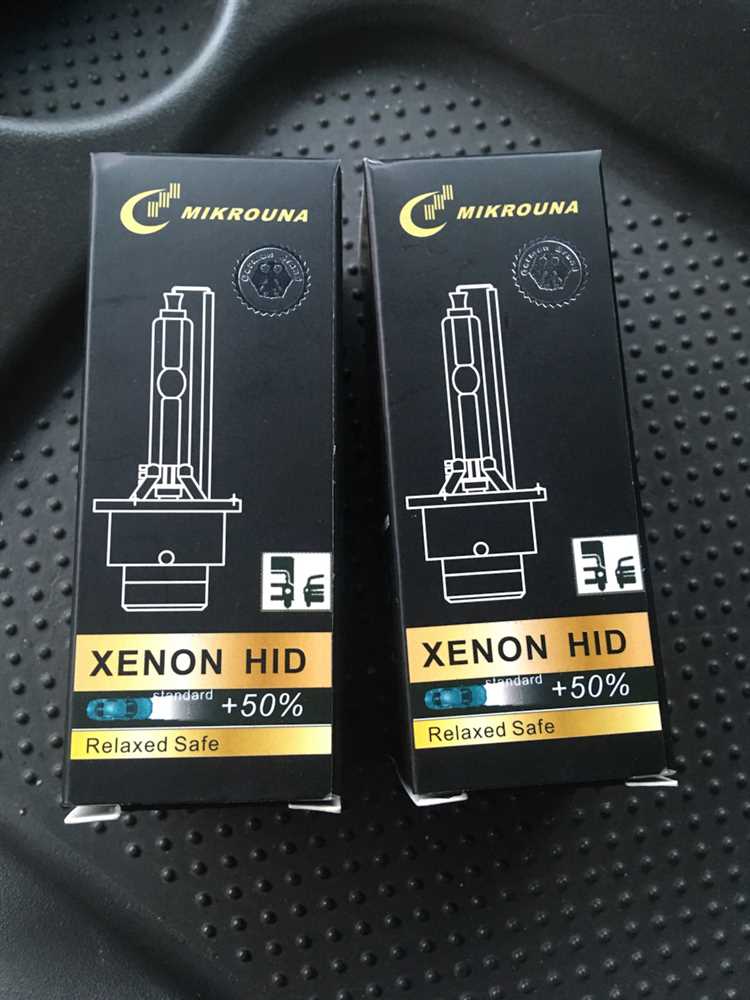 MIKROUNA
XENON HID
standard
+50%
Relaxed Safe
MIKROUNA
XENON HID
standard
+50%
Relaxed Safe